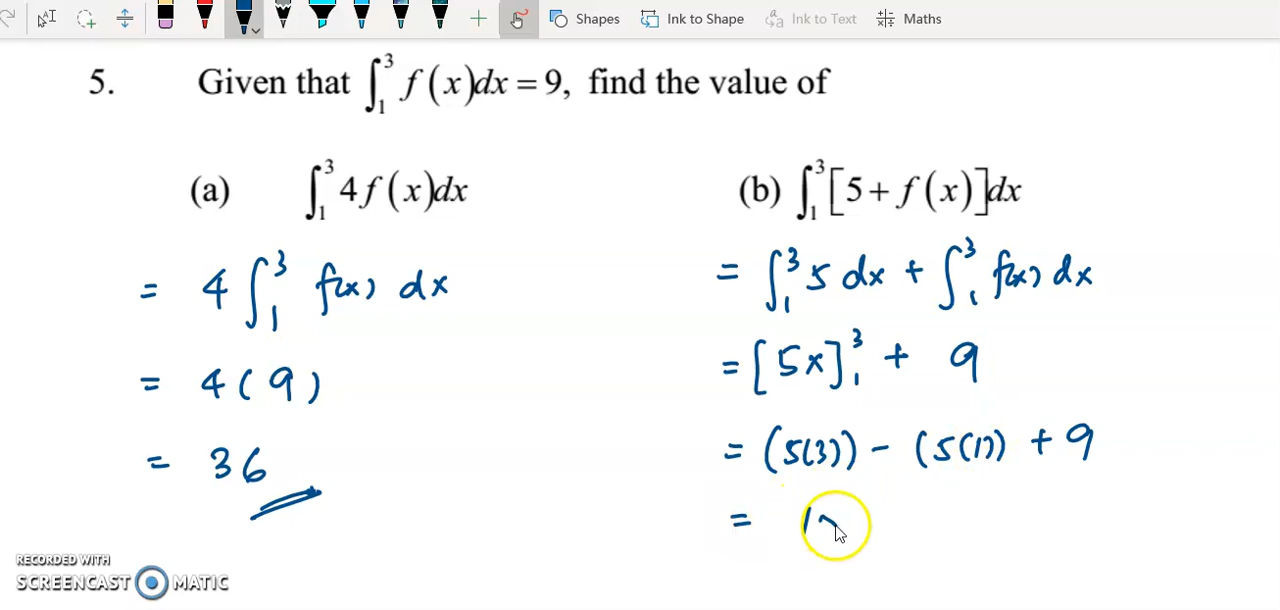 Shapes Ink to Shape Ink to Text Maths
5. Given that ∫₁³ f(x)dx = 9, find the value of
(a) ∫₁³ 4f(x)dx
= 4 ∫₁³ f(x) dx
= 4(9)
= 36
(b) ∫₁³ [5 + f(x)]dx
= ∫₁³ 5 dx + ∫₁³ f(x) dx
= [5x]₁³ + 9
= (5(3)) - (5(1)) + 9
= 1
RECORDED WITH
SCREENCAST MATIC